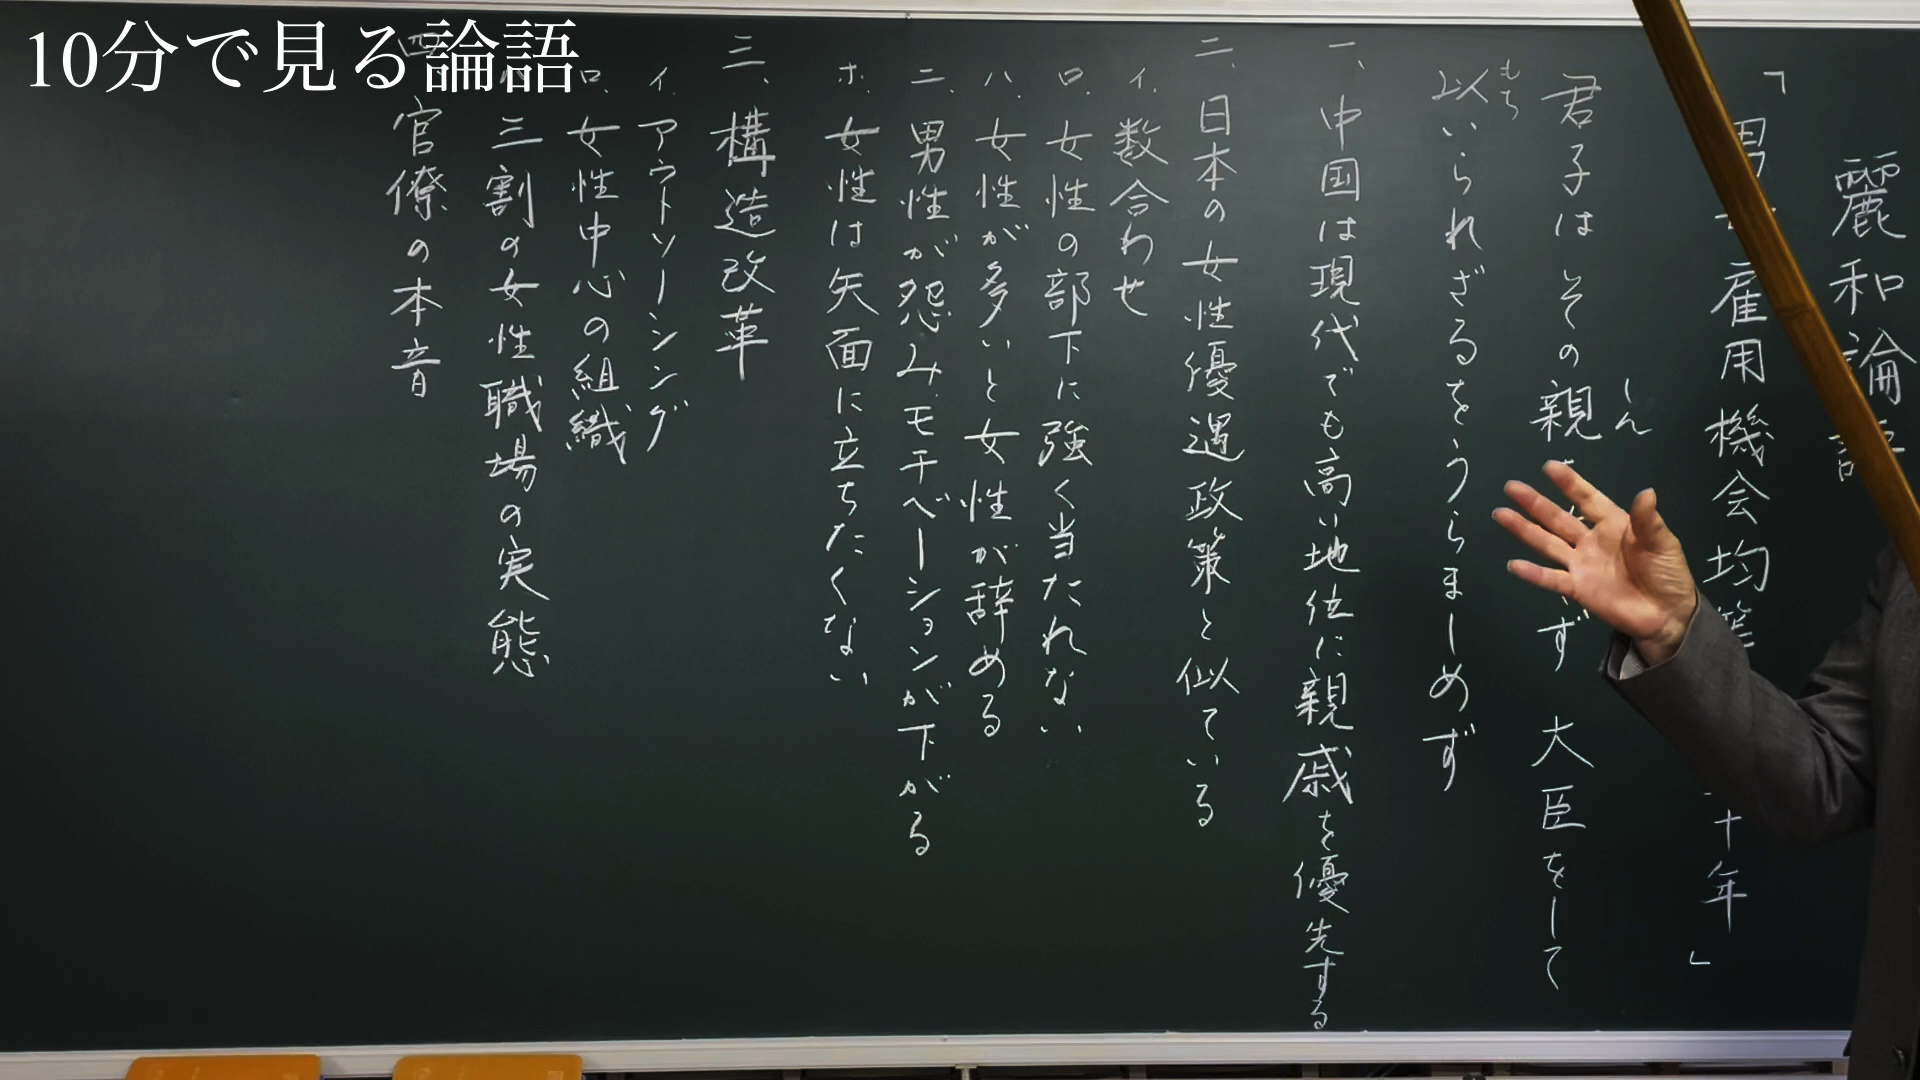 10分で見る論語
麗和論語
「男 雇用機会均等 十年」
君子はその親 ず 大臣をして
しん
以いられざるをうらましめず
もち
一、中国は現代でも高い地位に親戚を優先する
二、日本の女性優遇政策と似ている
イ.数合わせ
ロ.女性の部下に強く当たれない
ハ.女性が多いと女性が辞める
ニ.男性が怨みモチベーションが下がる
ホ.女性は矢面に立ちたくない
三、構造改革
イ.アウトソーシング
ロ.女性中心の組織
三割の女性職場の実態
四 官僚の本音